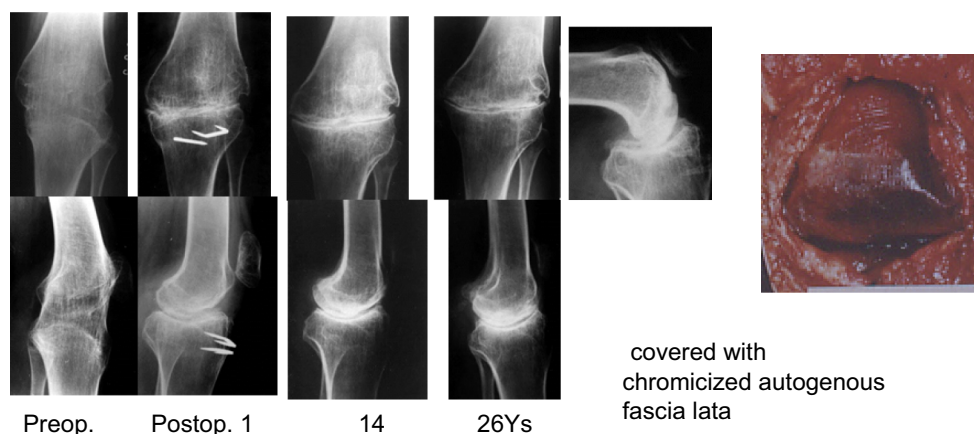 Preop. Postop. 1 14 26Ys
covered with
chromicized autogenous
fascia lata